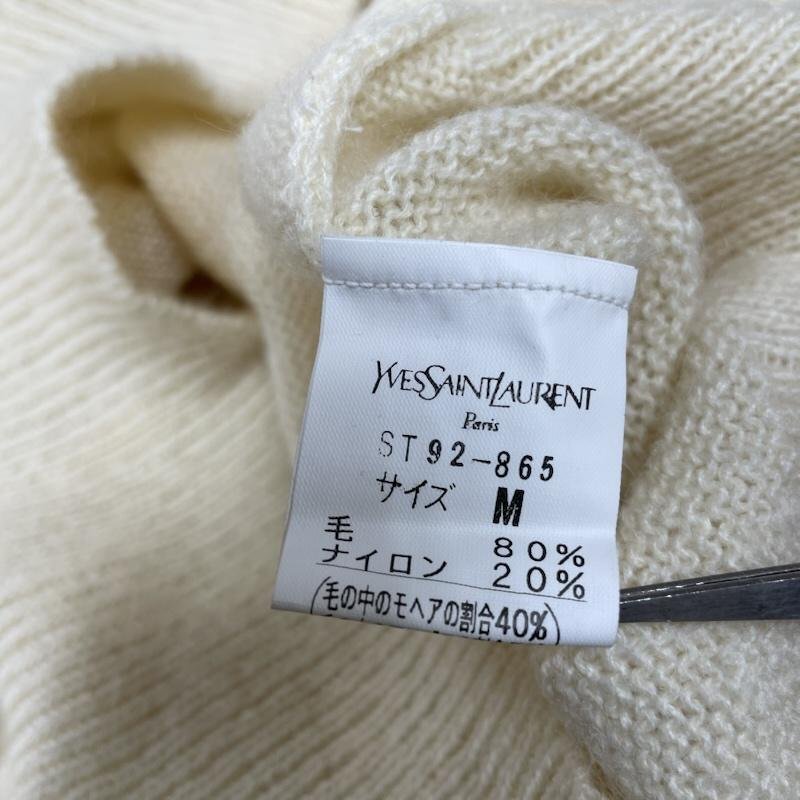 YVESSAINTLAURENT
Paris
ST92-865
サイズ M
毛 80%
ナイロン 20%
(毛の中のモヘアの割合40%)